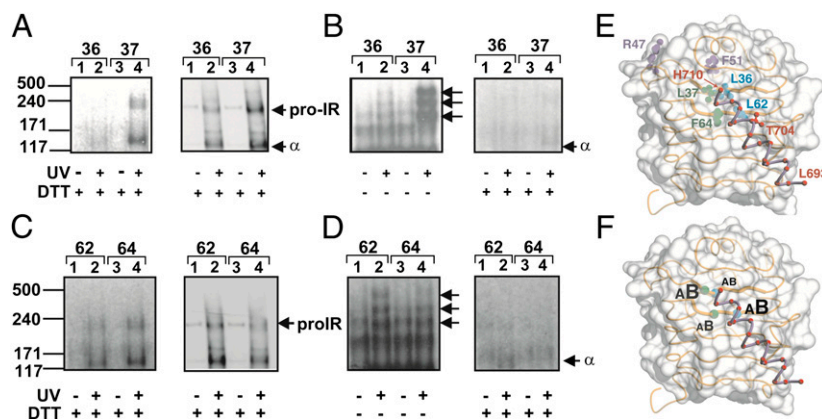 A
36 37
36 37
1 2 3 4
1 2 3 4
500
240
171
117
pro-IR
α
UV - + - + - + - +
DTT + + + + + + + +
B
36 37
36 37
1 2 3 4
1 2 3 4
α
- + - + - + - +
- - - - + + + +
E
R47
F51
H710
L36
L37
L62
F64
T704
L693
C
62 64
62 64
1 2 3 4
1 2 3 4
500
240
171
117
proIR
UV - + - + - + - +
DTT + + + + + + + +
D
62 64
62 64
1 2 3 4
1 2 3 4
α
- + - + - + - +
- - - - + + + +
F
AB
AB
AB
AB